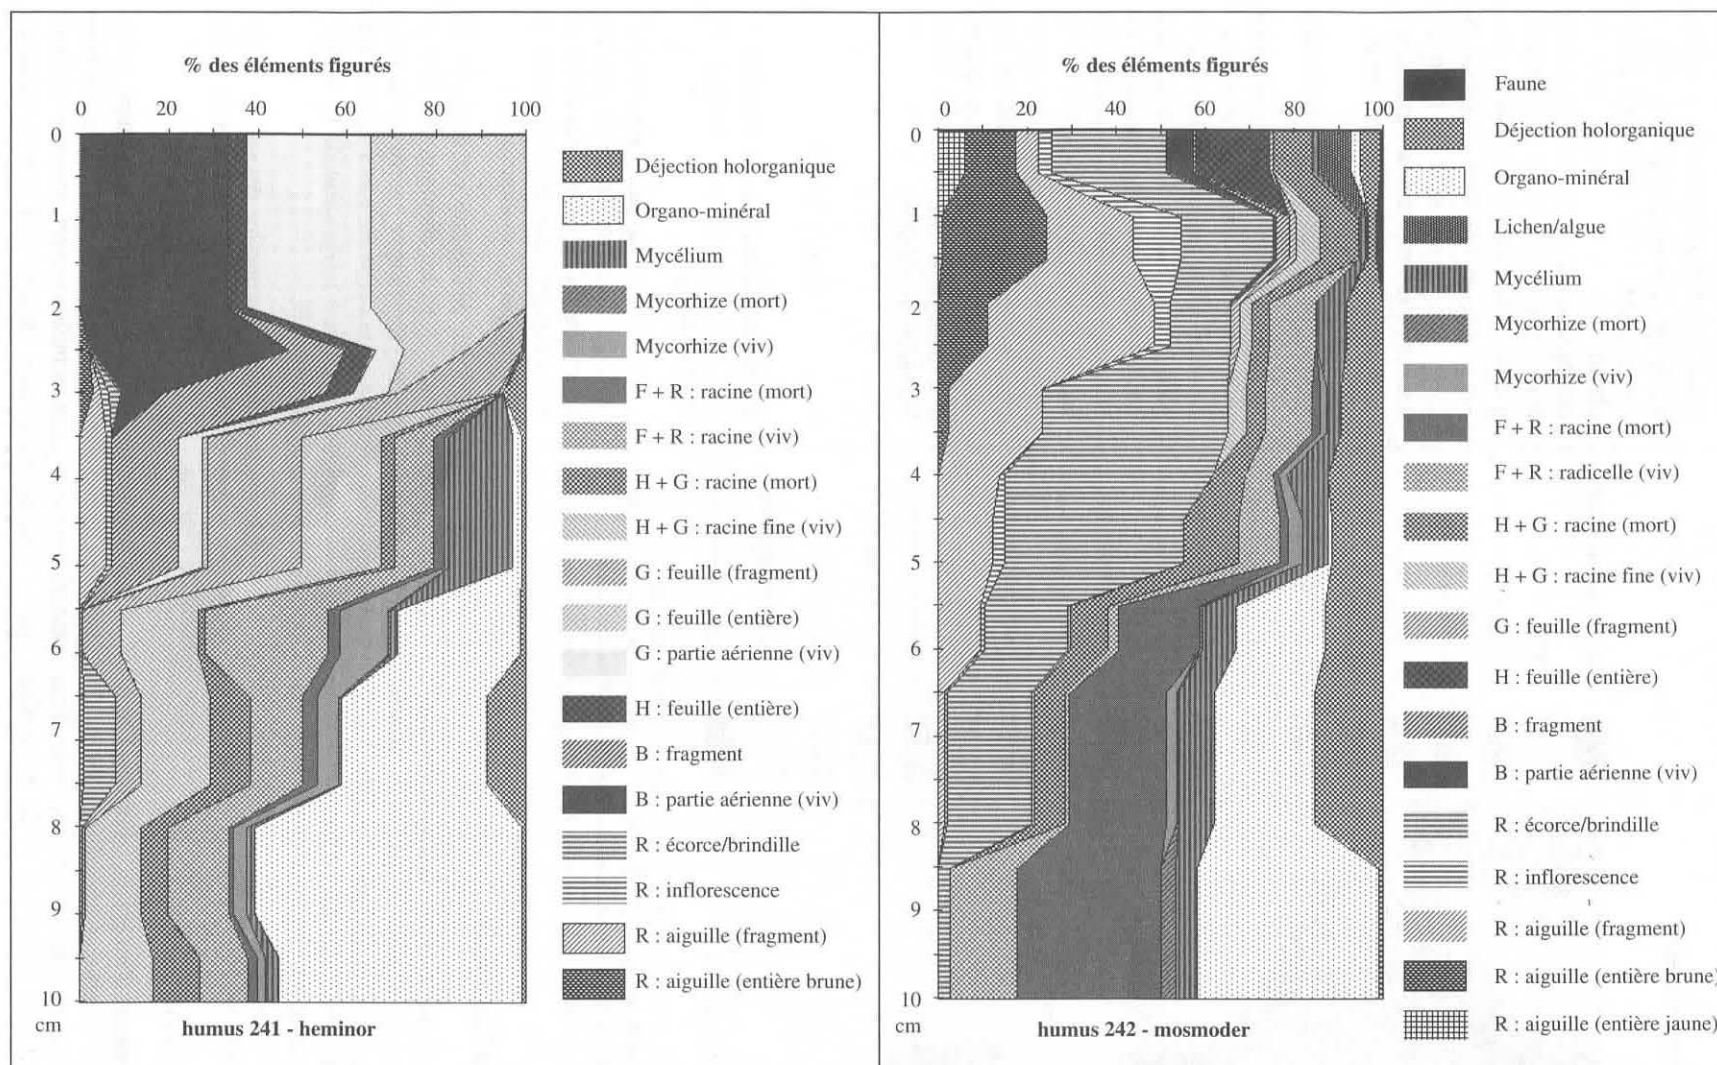 % des éléments figurés
0 20 40 60 80 100
0
1
2
3
4
5
6
7
8
9
10
cm
humus 241 - heminor
Déjection holorganique
Organo-minéral
Mycélium
Mycorhize (mort)
Mycorhize (viv)
F + R : racine (mort)
F + R : racine (viv)
H + G : racine (mort)
H + G : racine fine (viv)
G : feuille (fragment)
G : feuille (entière)
G : partie aérienne (viv)
H : feuille (entière)
B : fragment
B : partie aérienne (viv)
R : écorce/brindille
R : inflorescence
R : aiguille (fragment)
R : aiguille (entière brune)
% des éléments figurés
0 20 40 60 80 100
0
1
2
3
4
5
6
7
8
9
10
cm
humus 242 - mosmoder
Faune
Déjection holorganique
Organo-minéral
Lichen/algue
Mycélium
Mycorhize (mort)
Mycorhize (viv)
F + R : racine (mort)
F + R : radicelle (viv)
H + G : racine (mort)
H + G : racine fine (viv)
G : feuille (fragment)
H : feuille (entière)
B : fragment
B : partie aérienne (viv)
R : écorce/brindille
R : inflorescence
R : aiguille (fragment)
R : aiguille (entière brune)
R : aiguille (entière jaune)